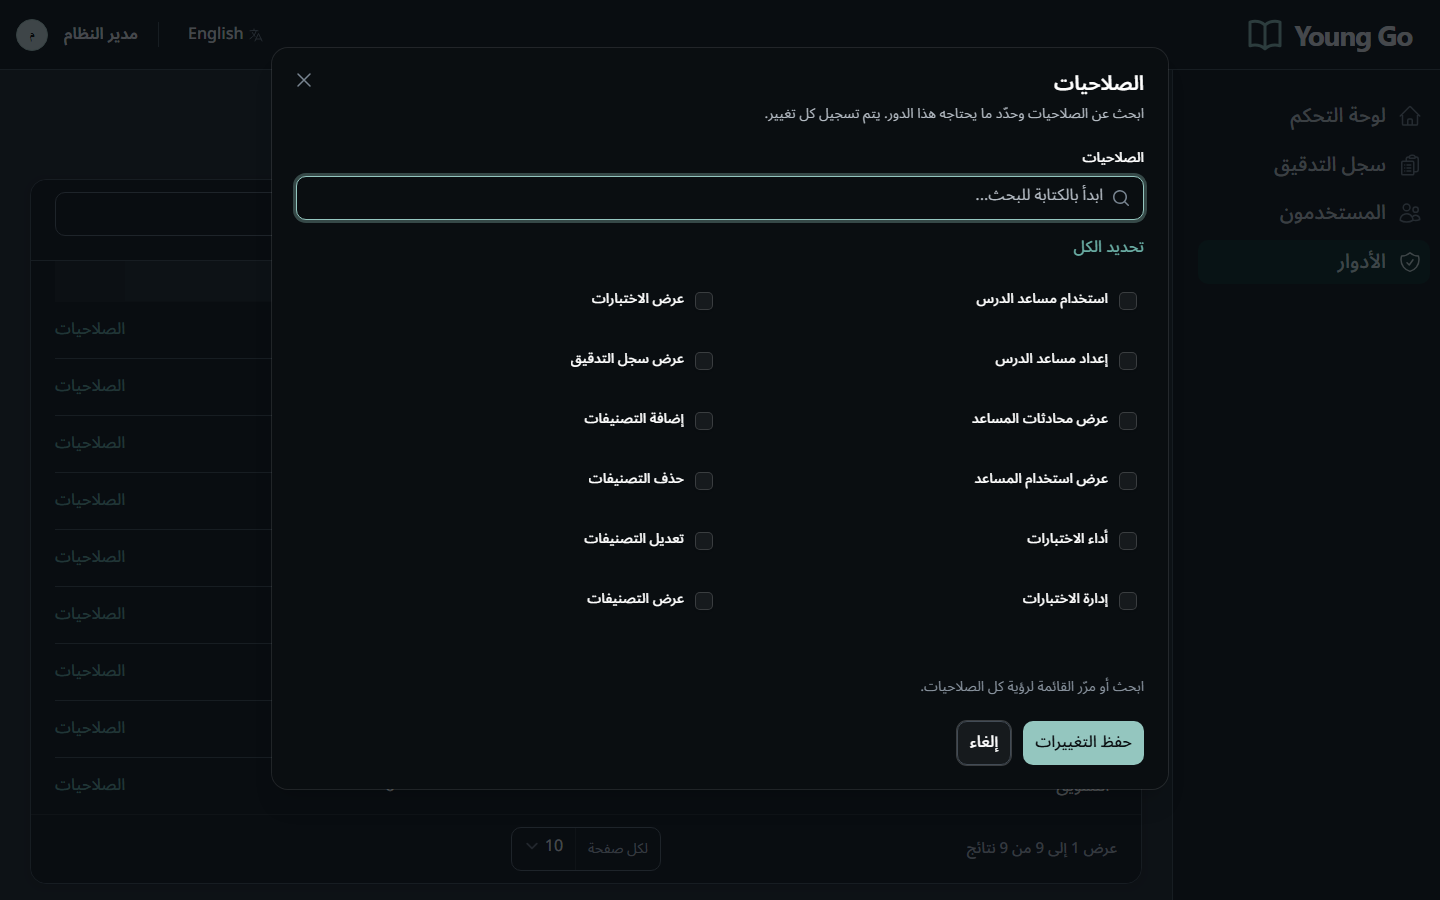 Young Go
English
مدير النظام
م
لوحة التحكم
سجل التدقيق
المستخدمون
الأدوار
الصلاحيات
ابحث عن الصلاحيات وحدّد ما يحتاجه هذا الدور. يتم تسجيل كل تغيير.
الصلاحيات
ابدأ بالكتابة للبحث...
تحديد الكل
استخدام مساعد الدرس
عرض الاختبارات
إعداد مساعد الدرس
عرض سجل التدقيق
عرض محادثات المساعد
إضافة التصنيفات
عرض استخدام المساعد
حذف التصنيفات
أداء الاختبارات
تعديل التصنيفات
إدارة الاختبارات
عرض التصنيفات
ابحث أو مرّر القائمة لرؤية كل الصلاحيات.
حفظ التغييرات
إلغاء
الصلاحيات
الصلاحيات
الصلاحيات
الصلاحيات
الصلاحيات
الصلاحيات
الصلاحيات
الصلاحيات
الصلاحيات
عرض 1 إلى 9 من 9 نتائج
لكل صفحة
10